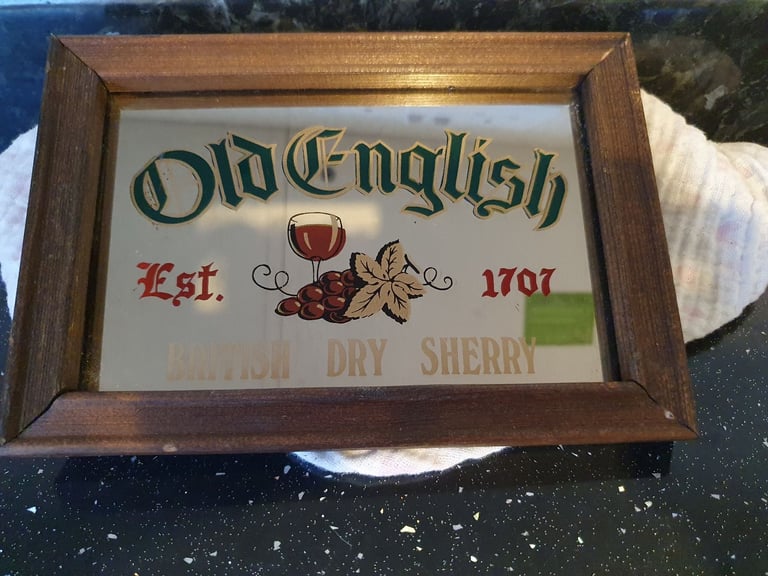 Old English
Est. 1707
BRITISH DRY SHERRY